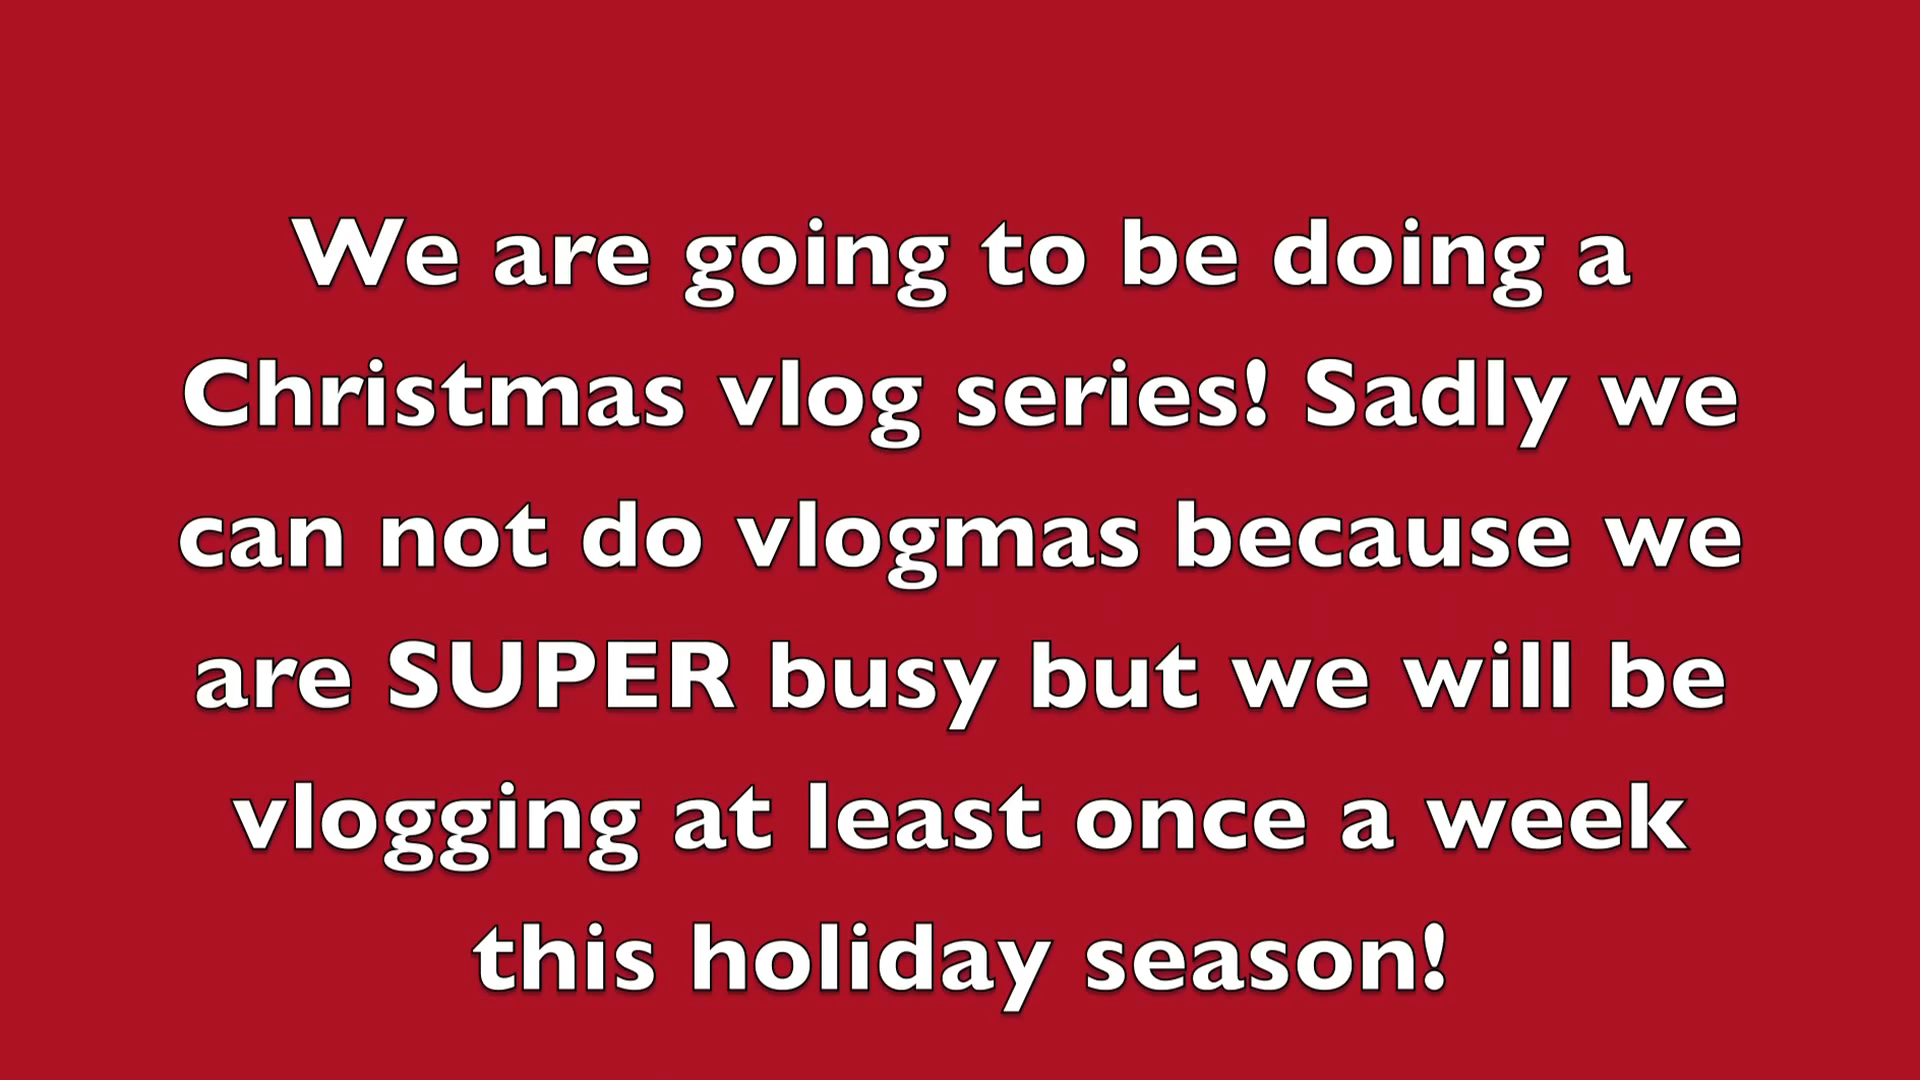 We are going to be doing a
Christmas vlog series! Sadly we
can not do vlogmas because we
are SUPER busy but we will be
vlogging at least once a week
this holiday season!